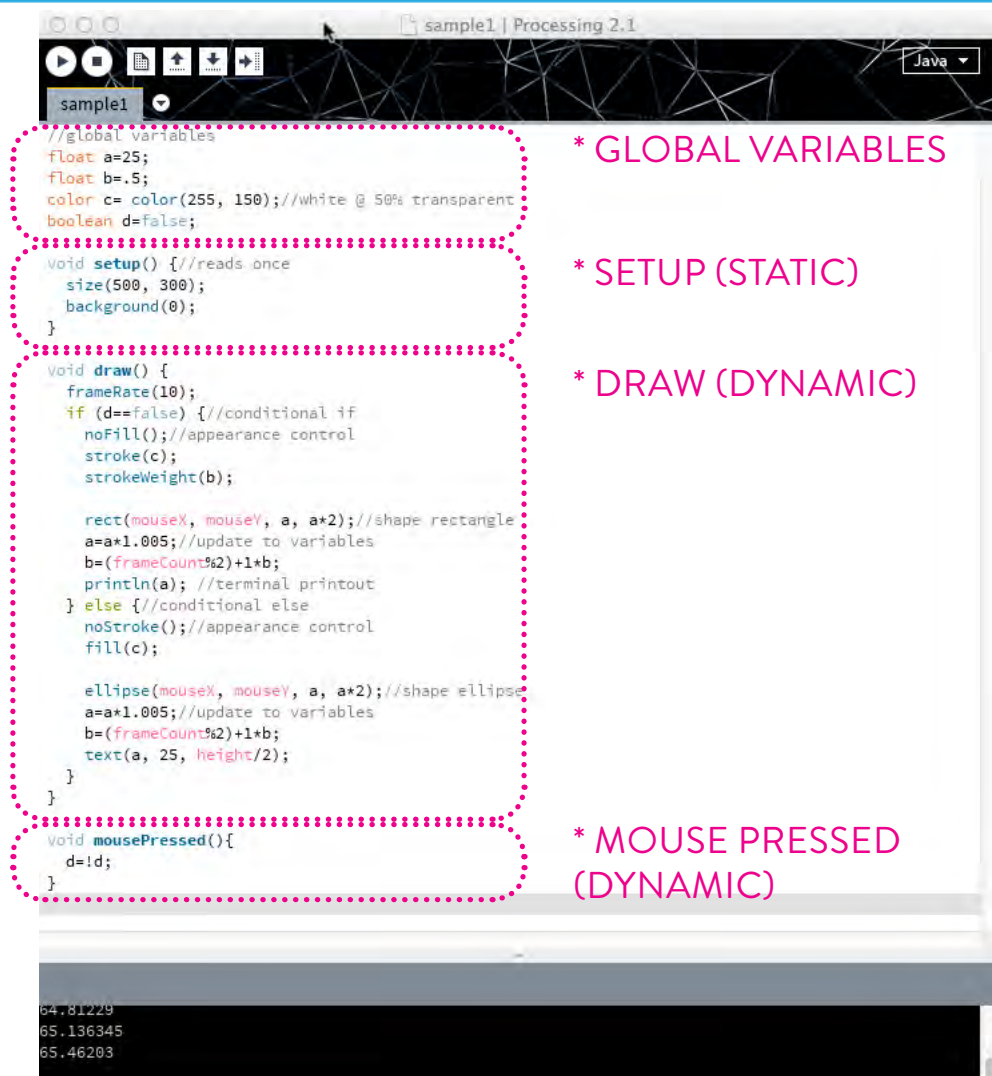 sample1 | Processing 2.1
Java
sample1
//global variables
float a=25;
float b=.5;
color c= color(255, 150);//white @ 50% transparent
boolean d=false;
* GLOBAL VARIABLES
void setup() {//reads once
size(500, 300);
background(0);
}
* SETUP (STATIC)
void draw() {
frameRate(10);
if (d==false) {//conditional if
noFill();//appearance control
stroke(c);
strokeWeight(b);
rect(mouseX, mouseY, a, a*2);//shape rectangle
a=a*1.005;//update to variables
b=(frameCount%2)+1*b;
println(a); //terminal printout
} else {//conditional else
noStroke();//appearance control
fill(c);
ellipse(mouseX, mouseY, a, a*2);//shape ellipse
a=a*1.005;//update to variables
b=(frameCount%2)+1*b;
text(a, 25, height/2);
}
}
* DRAW (DYNAMIC)
void mousePressed(){
d=!d;
}
* MOUSE PRESSED
(DYNAMIC)
64.81229
65.136345
65.46203